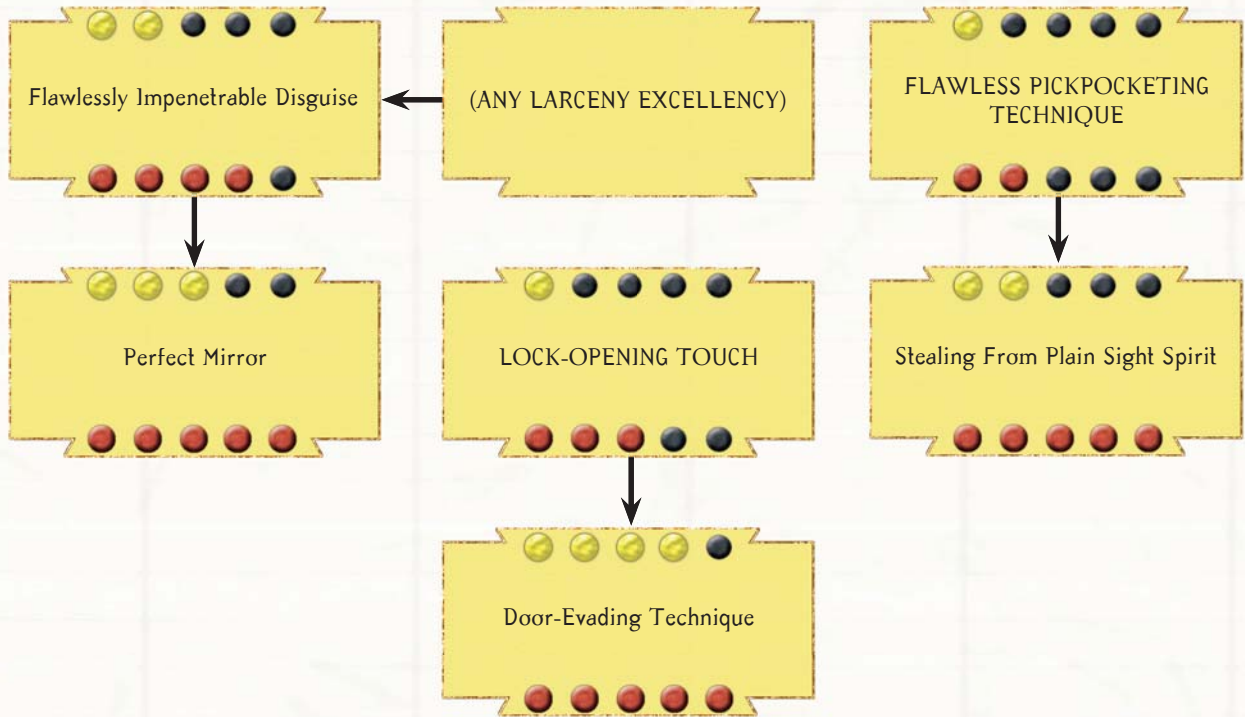 Flawlessly Impenetrable Disguise
(ANY LARCENY EXCELLENCY)
FLAWLESS PICKPOCKETING
TECHNIQUE
Perfect Mirror
LOCK-OPENING TOUCH
Stealing From Plain Sight Spirit
Door-Evading Technique